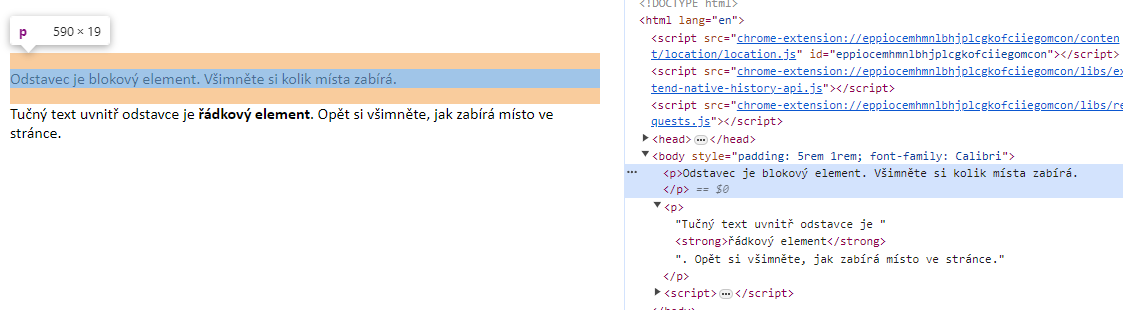 p 590 × 19
Odstavec je blokový element. Všimněte si kolik místa zabírá.
Tučný text uvnitř odstavce je řádkový element. Opět si všimněte, jak zabírá místo ve
stránce.
<!DOCTYPE html>
<html lang="en">
<script src="chrome-extension://eppiocemhmnlbhjplcgkofciiegomcon/conten
t/location/location.js" id="eppiocemhmnlbhjplcgkofciiegomcon"></script>
<script src="chrome-extension://eppiocemhmnlbhjplcgkofciiegomcon/libs/ex
tend-native-history-api.js"></script>
<script src="chrome-extension://eppiocemhmnlbhjplcgkofciiegomcon/libs/re
quests.js"></script>
<head> … </head>
<body style="padding: 5rem 1rem; font-family: Calibri">
… <p>Odstavec je blokový element. Všimněte si kolik místa zabírá.
</p> == $0
<p>
"Tučný text uvnitř odstavce je "
<strong>řádkový element</strong>
". Opět si všimněte, jak zabírá místo ve stránce."
</p>
<script> … </script>
</body>